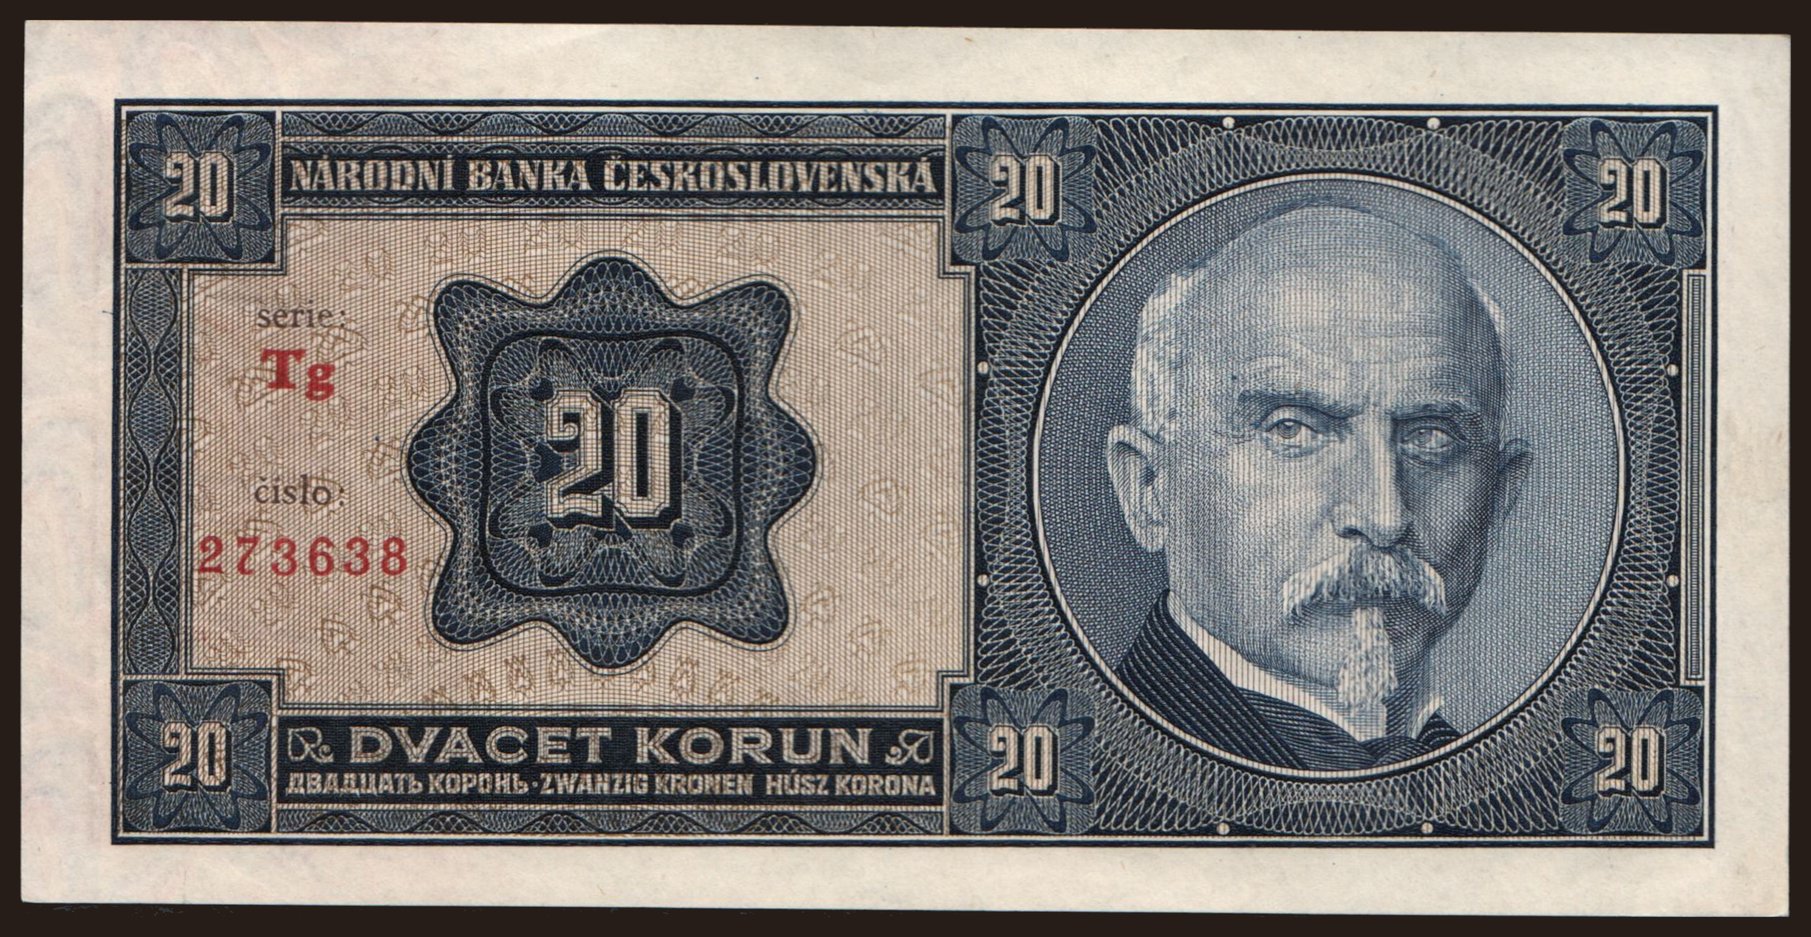 20
NÁRODNÍ BANKA ČESKOSLOVENSKÁ
20
20
serie:
Tg
20
číslo:
273638
20
DVACET KORUN
20
20
ДВАДЦАТЬ КОРОНЬ · ZWANZIG KRONEN HÚSZ KORONA